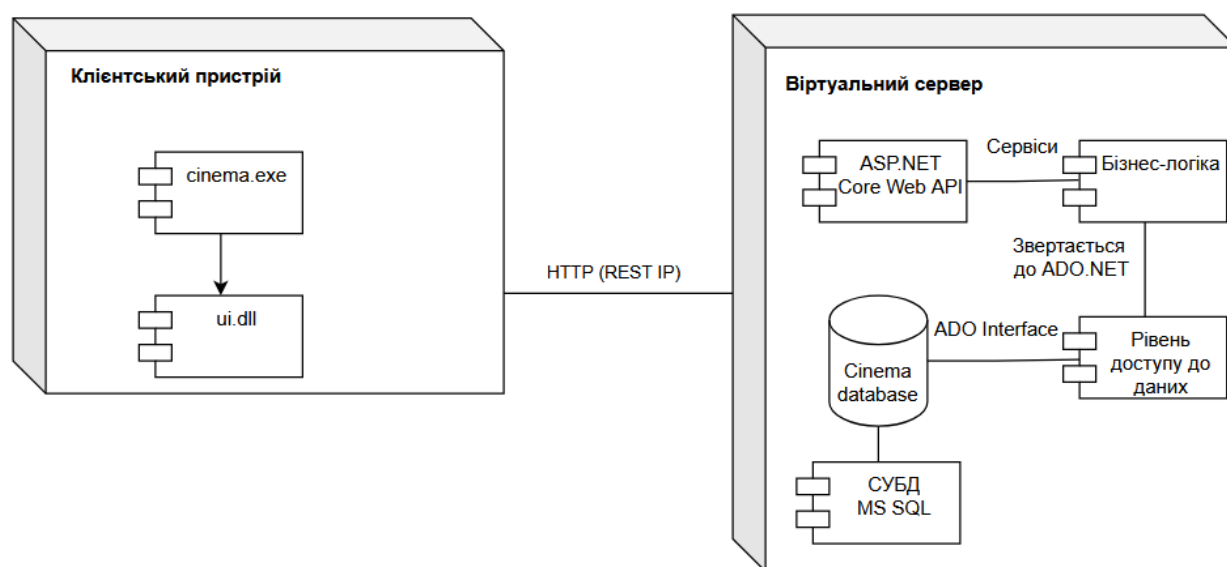 Клієнтський пристрій
cinema.exe
ui.dll
HTTP (REST IP)
Віртуальний сервер
ASP.NET
Core Web API
Сервіси
Бізнес-логіка
Звертається
до ADO.NET
ADO Interface
Рівень
доступу до
даних
Cinema
database
СУБД
MS SQL